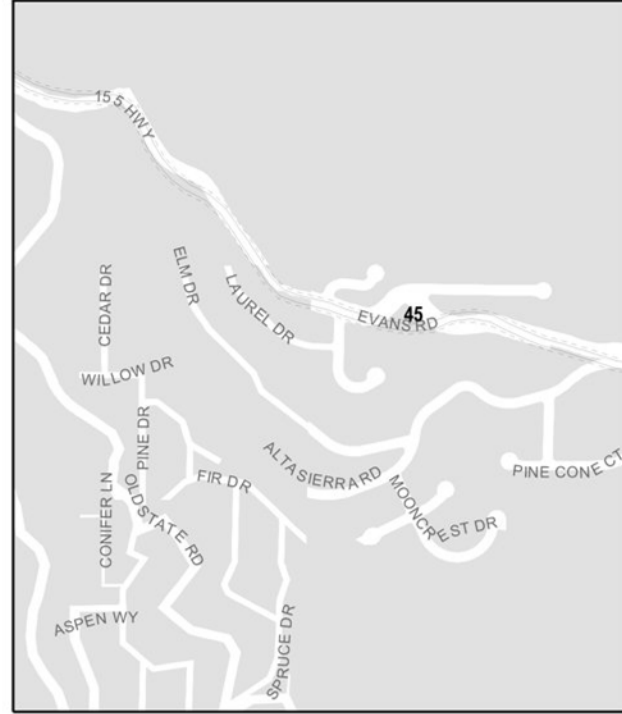 15 5 HWY
ELM DR
CEDAR DR
LAUREL DR
45
EVANS RD
WILLOW DR
PINE DR
ALTA SIERRA RD
PINE CONE CT
FIR DR
MOONCREST DR
CONIFER LN
OLD STATE RD
ASPEN WY
SPRUCE DR